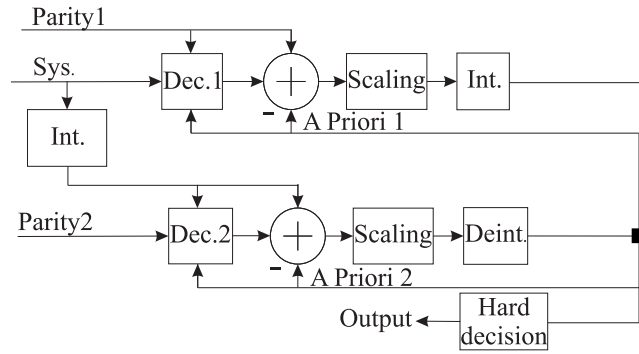 Parity1
Sys.
Dec.1
+
Scaling
Int.
-
A Priori 1
Int.
Parity2
Dec.2
+
Scaling
Deint.
-
A Priori 2
Output
Hard
decision